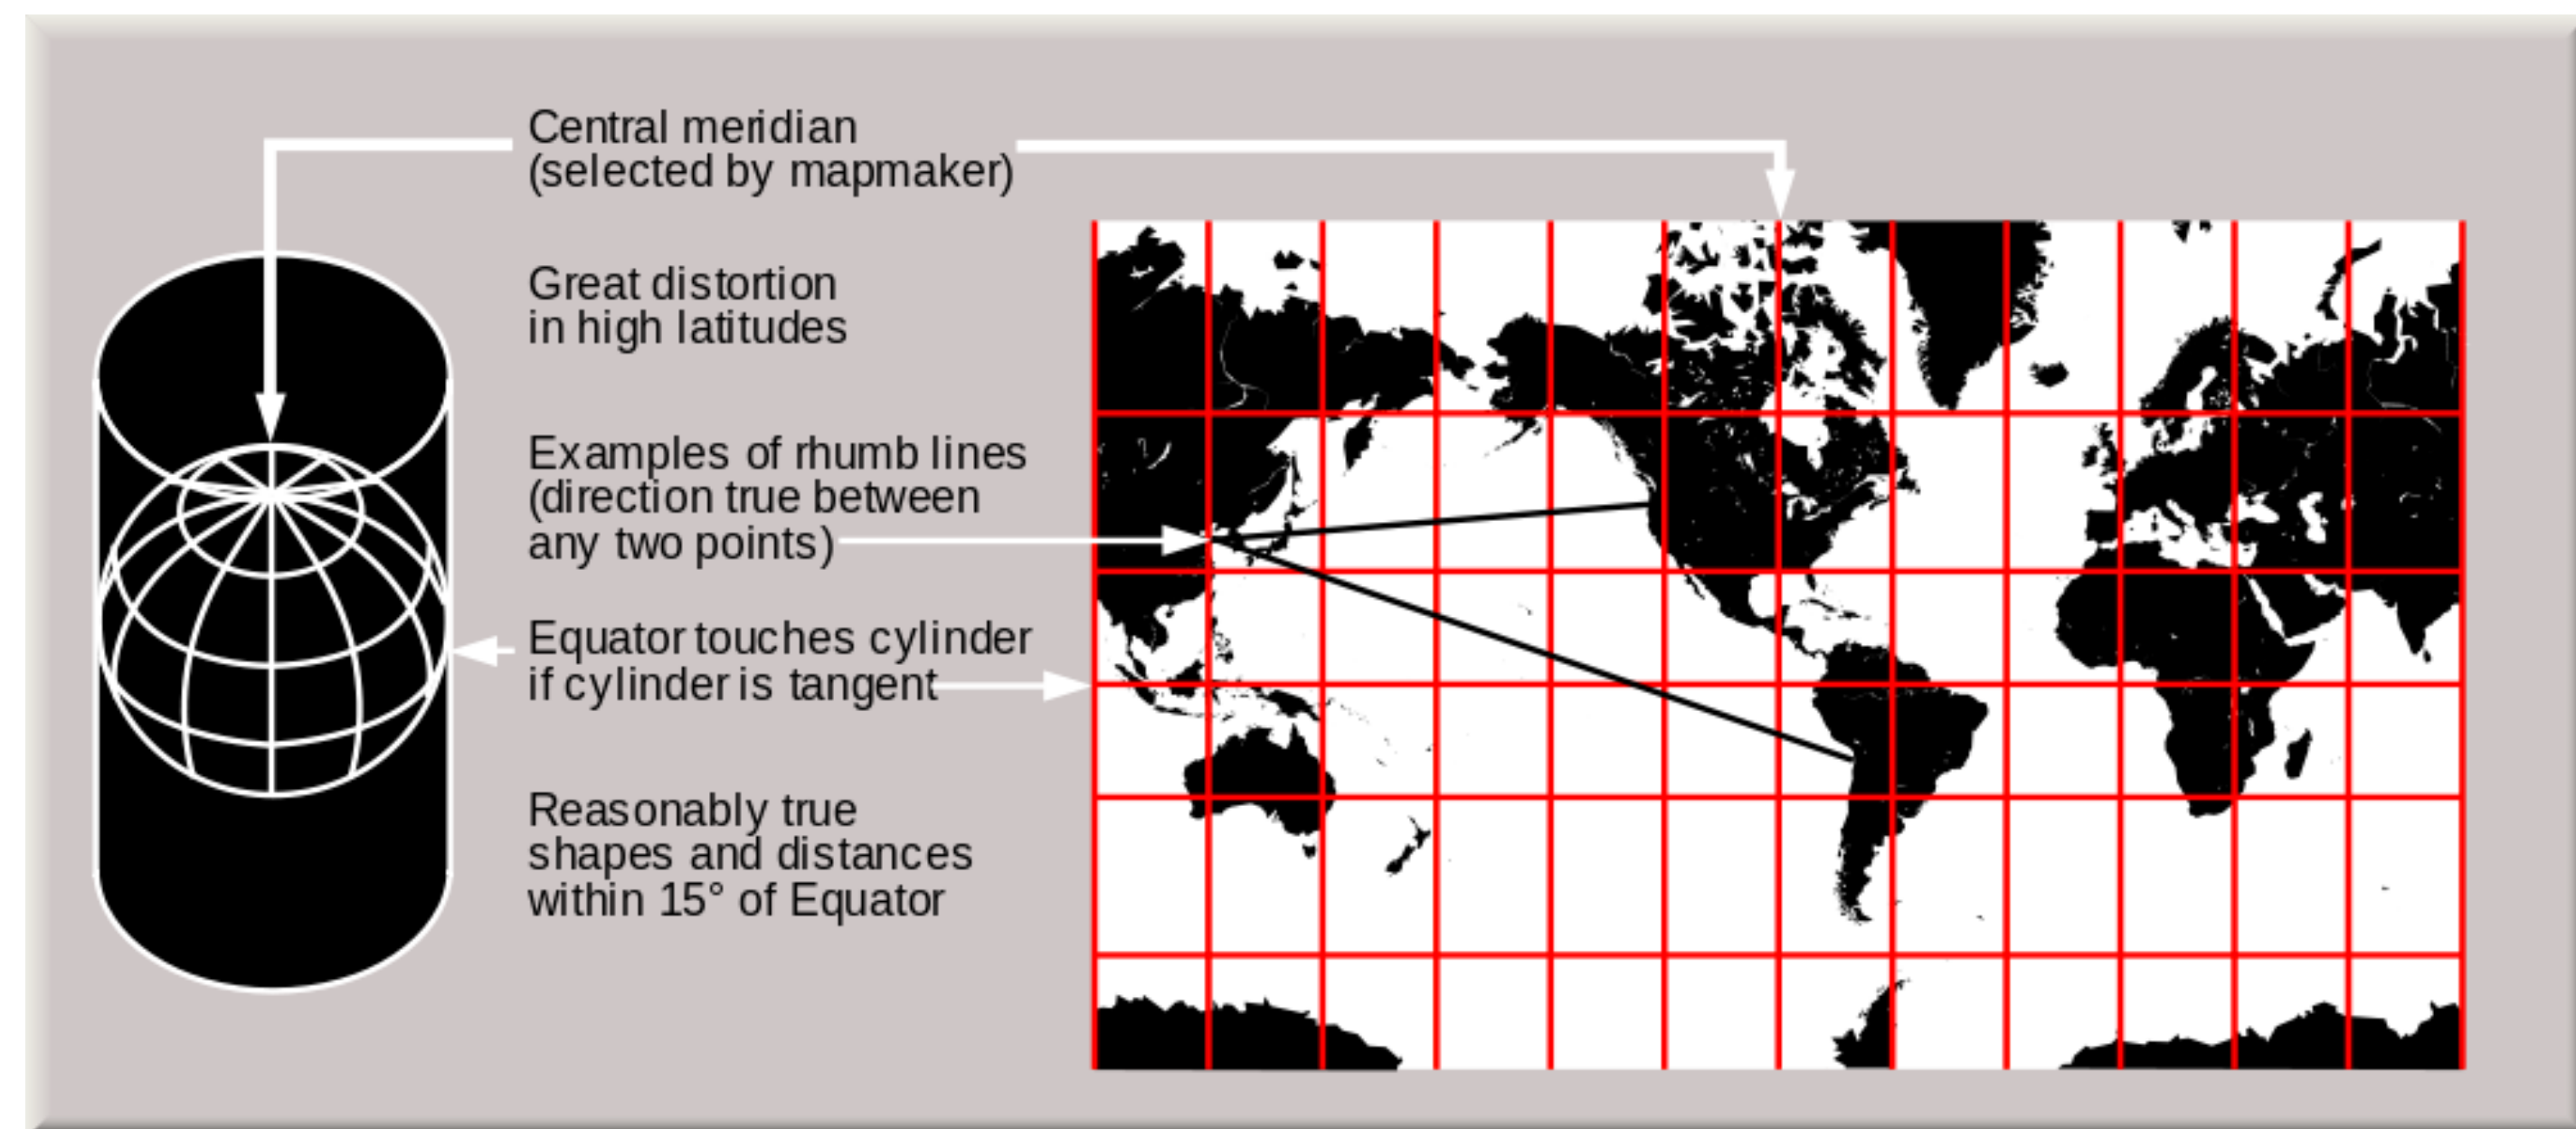 Central meridian
(selected by mapmaker)
Great distortion
in high latitudes
Examples of rhumb lines
(direction true between
any two points)
Equator touches cylinder
if cylinder is tangent
Reasonably true
shapes and distances
within 15° of Equator